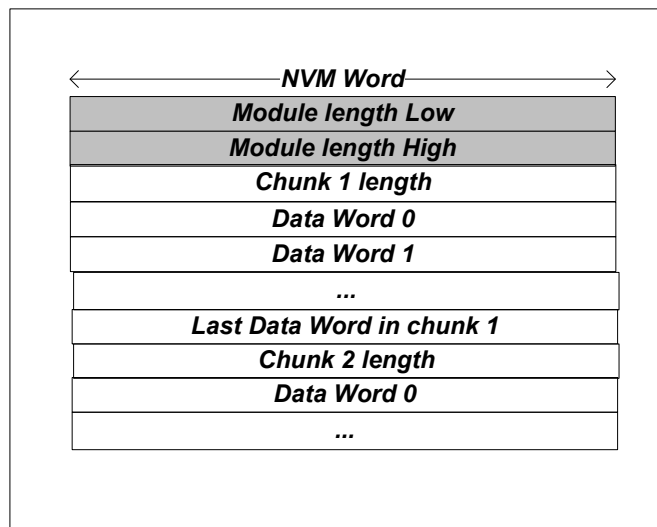 NVM Word
Module length Low
Module length High
Chunk 1 length
Data Word 0
Data Word 1
...
Last Data Word in chunk 1
Chunk 2 length
Data Word 0
...